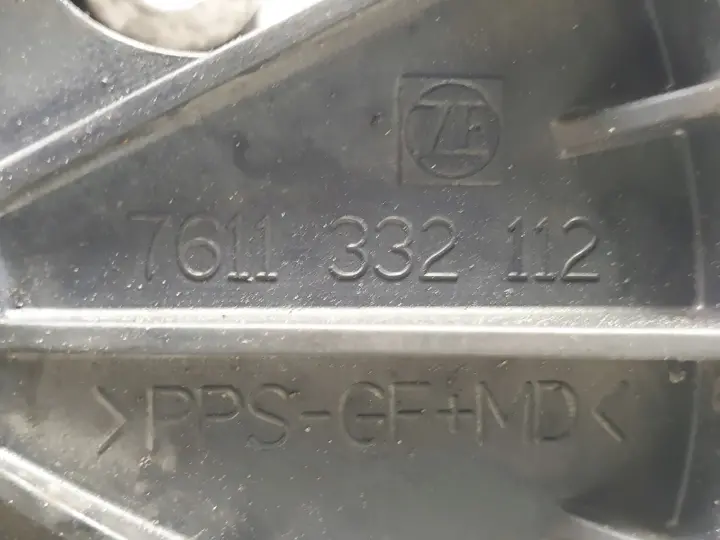 ZF
7611 332 112
>PPS-GF+MD<